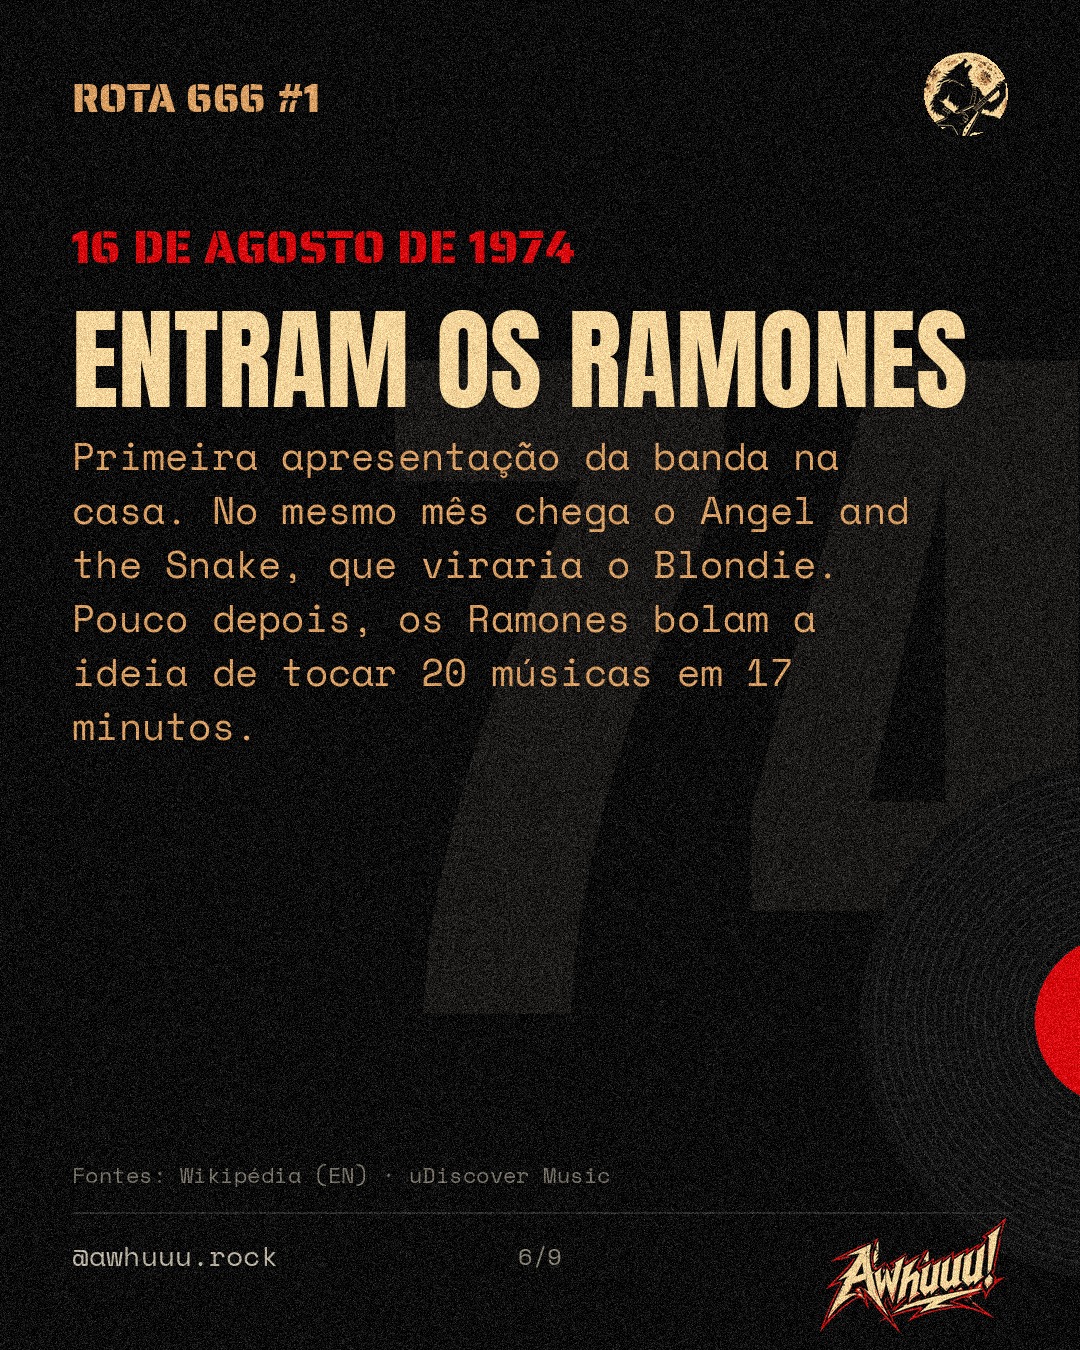 ROTA 666 #1
16 DE AGOSTO DE 1974
ENTRAM OS RAMONES
74
Primeira apresentação da banda na
casa. No mesmo mês chega o Angel and
the Snake, que viraria o Blondie.
Pouco depois, os Ramones bolam a
ideia de tocar 20 músicas em 17
minutos.
Fontes: Wikipédia (EN) · uDiscover Music
@awhuuu.rock
6/9
Awhuuu!